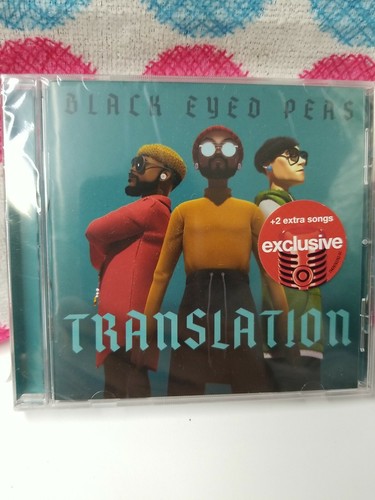 BLACK EYED PEAS
+2 extra songs
exclusive
TRANSLATION